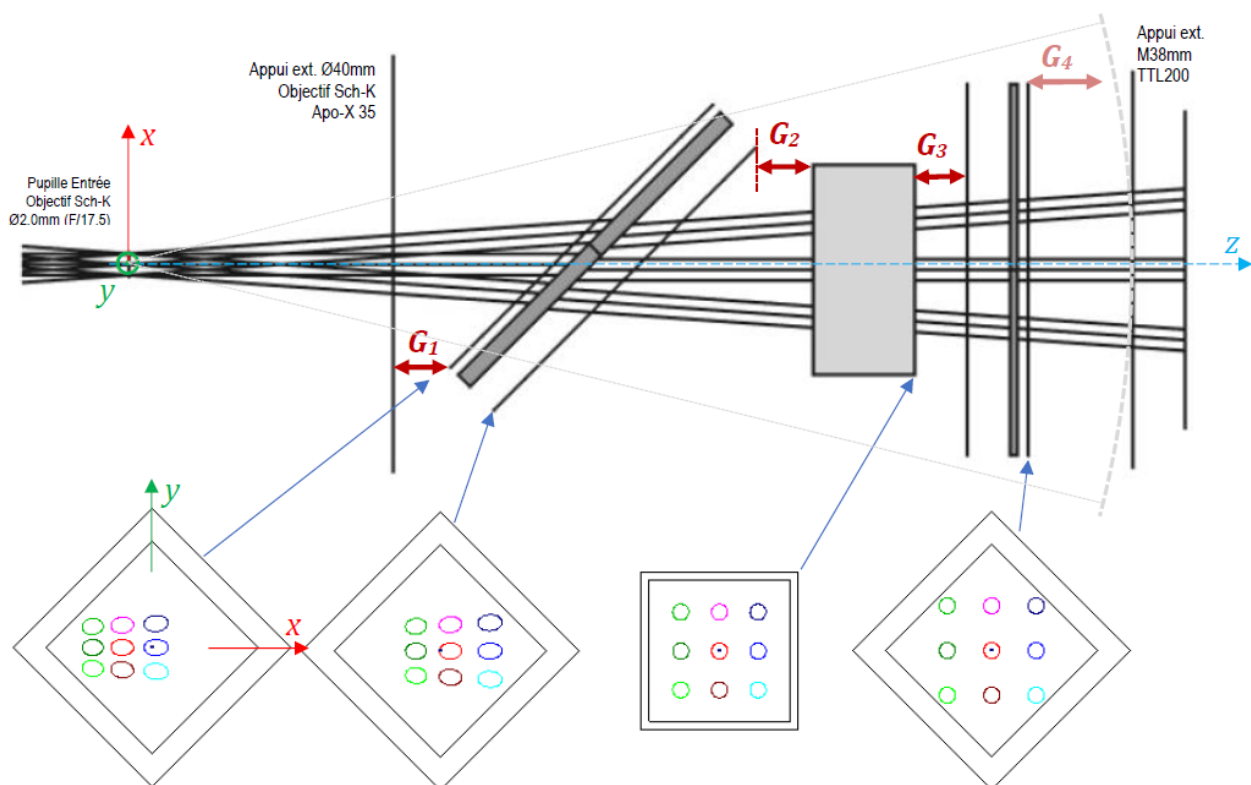 Appui ext.
M38mm
TTL200
G4
Appui ext. Ø40mm
Objectif Sch-K
Apo-X 35
x
G2
G3
Pupille Entrée
Objectif Sch-K
Ø2.0mm (F/17.5)
z
y
G1
y
x